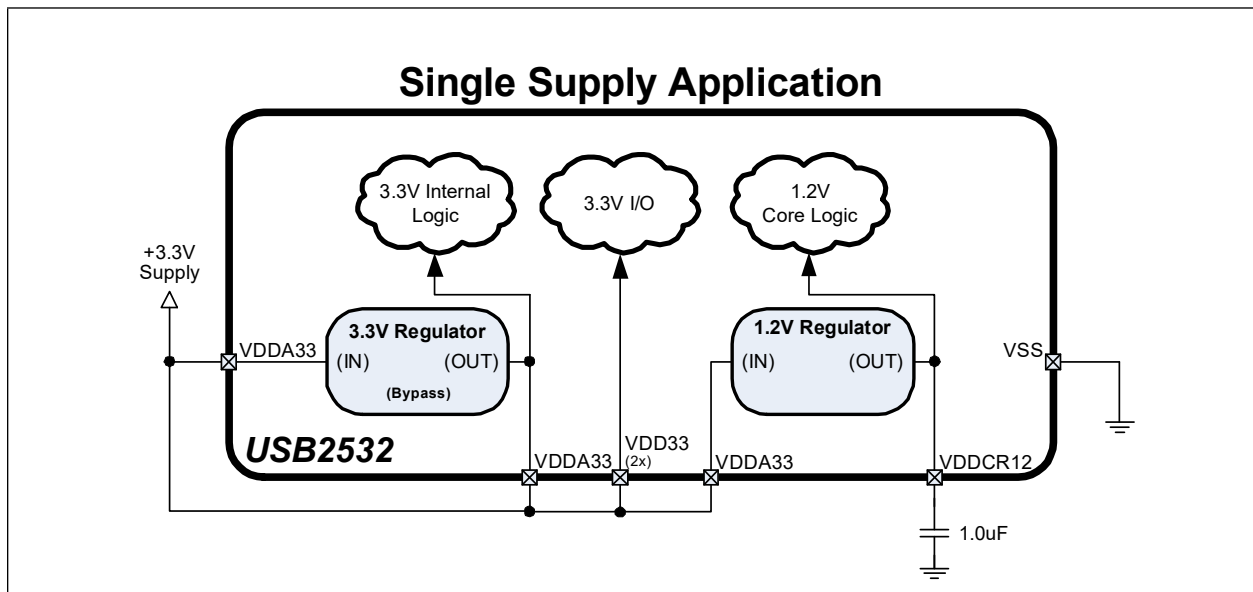 Single Supply Application
3.3V Internal
Logic
3.3V I/O
1.2V
Core Logic
+3.3V
Supply
VDDA33
3.3V Regulator
(IN)
(OUT)
(Bypass)
1.2V Regulator
(IN)
(OUT)
VSS
USB2532
VDDA33
VDD33
(2x)
VDDA33
VDDCR12
1.0uF